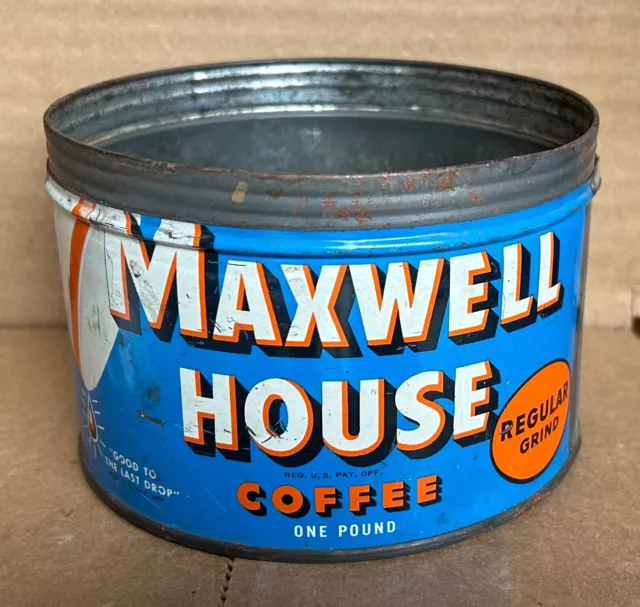 MAXWELL
HOUSE
REG. U. S. PAT. OFF.
COFFEE
ONE POUND
"GOOD TO
THE LAST DROP"
REGULAR
GRIND